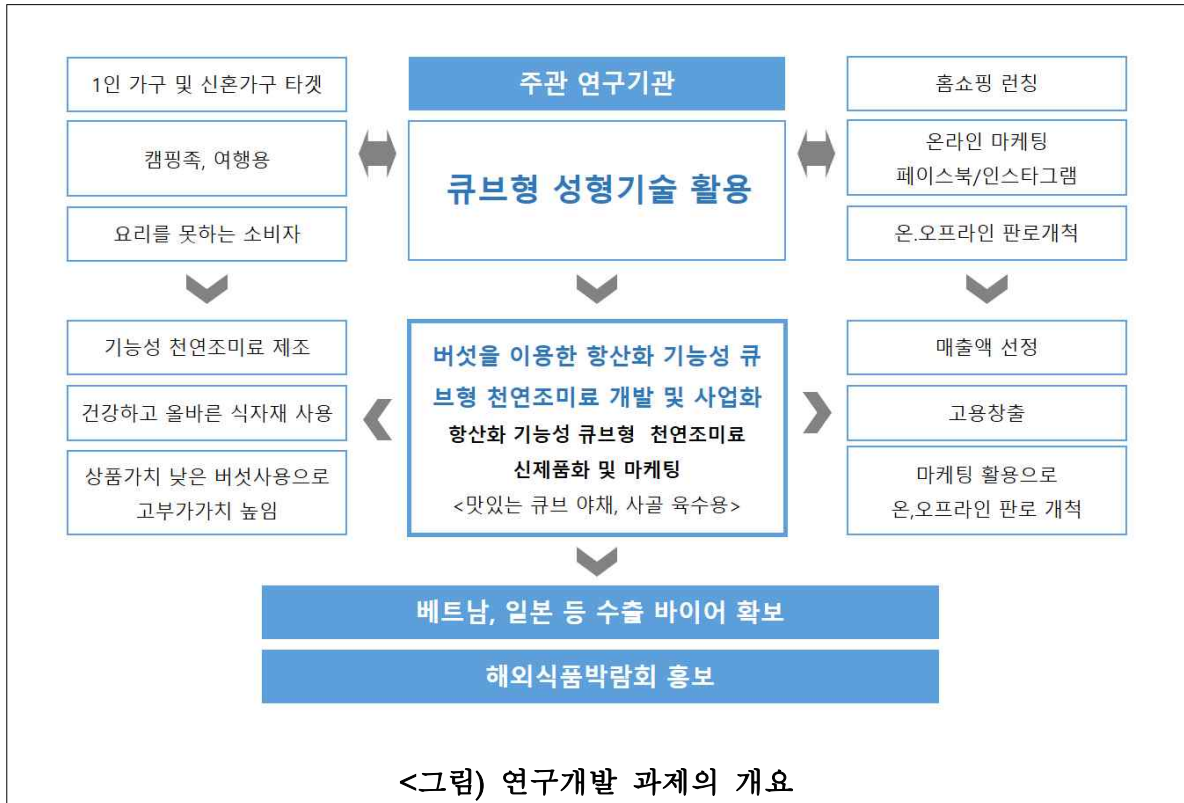 1인 가구 및 신혼가구 타겟
캠핑족, 여행용
요리를 못하는 소비자
주관 연구기관
큐브형 성형기술 활용
홈쇼핑 런칭
온라인 마케팅
페이스북/인스타그램
온.오프라인 판로개척
기능성 천연조미료 제조
건강하고 올바른 식자재 사용
상품가치 낮은 버섯사용으로
고부가가치 높임
버섯을 이용한 항산화 기능성 큐
브형 천연조미료 개발 및 사업화
항산화 기능성 큐브형 천연조미료
신제품화 및 마케팅
<맛있는 큐브 야채, 사골 육수용>
매출액 선정
고용창출
마케팅 활용으로
온,오프라인 판로 개척
베트남, 일본 등 수출 바이어 확보
해외식품박람회 홍보
<그림) 연구개발 과제의 개요